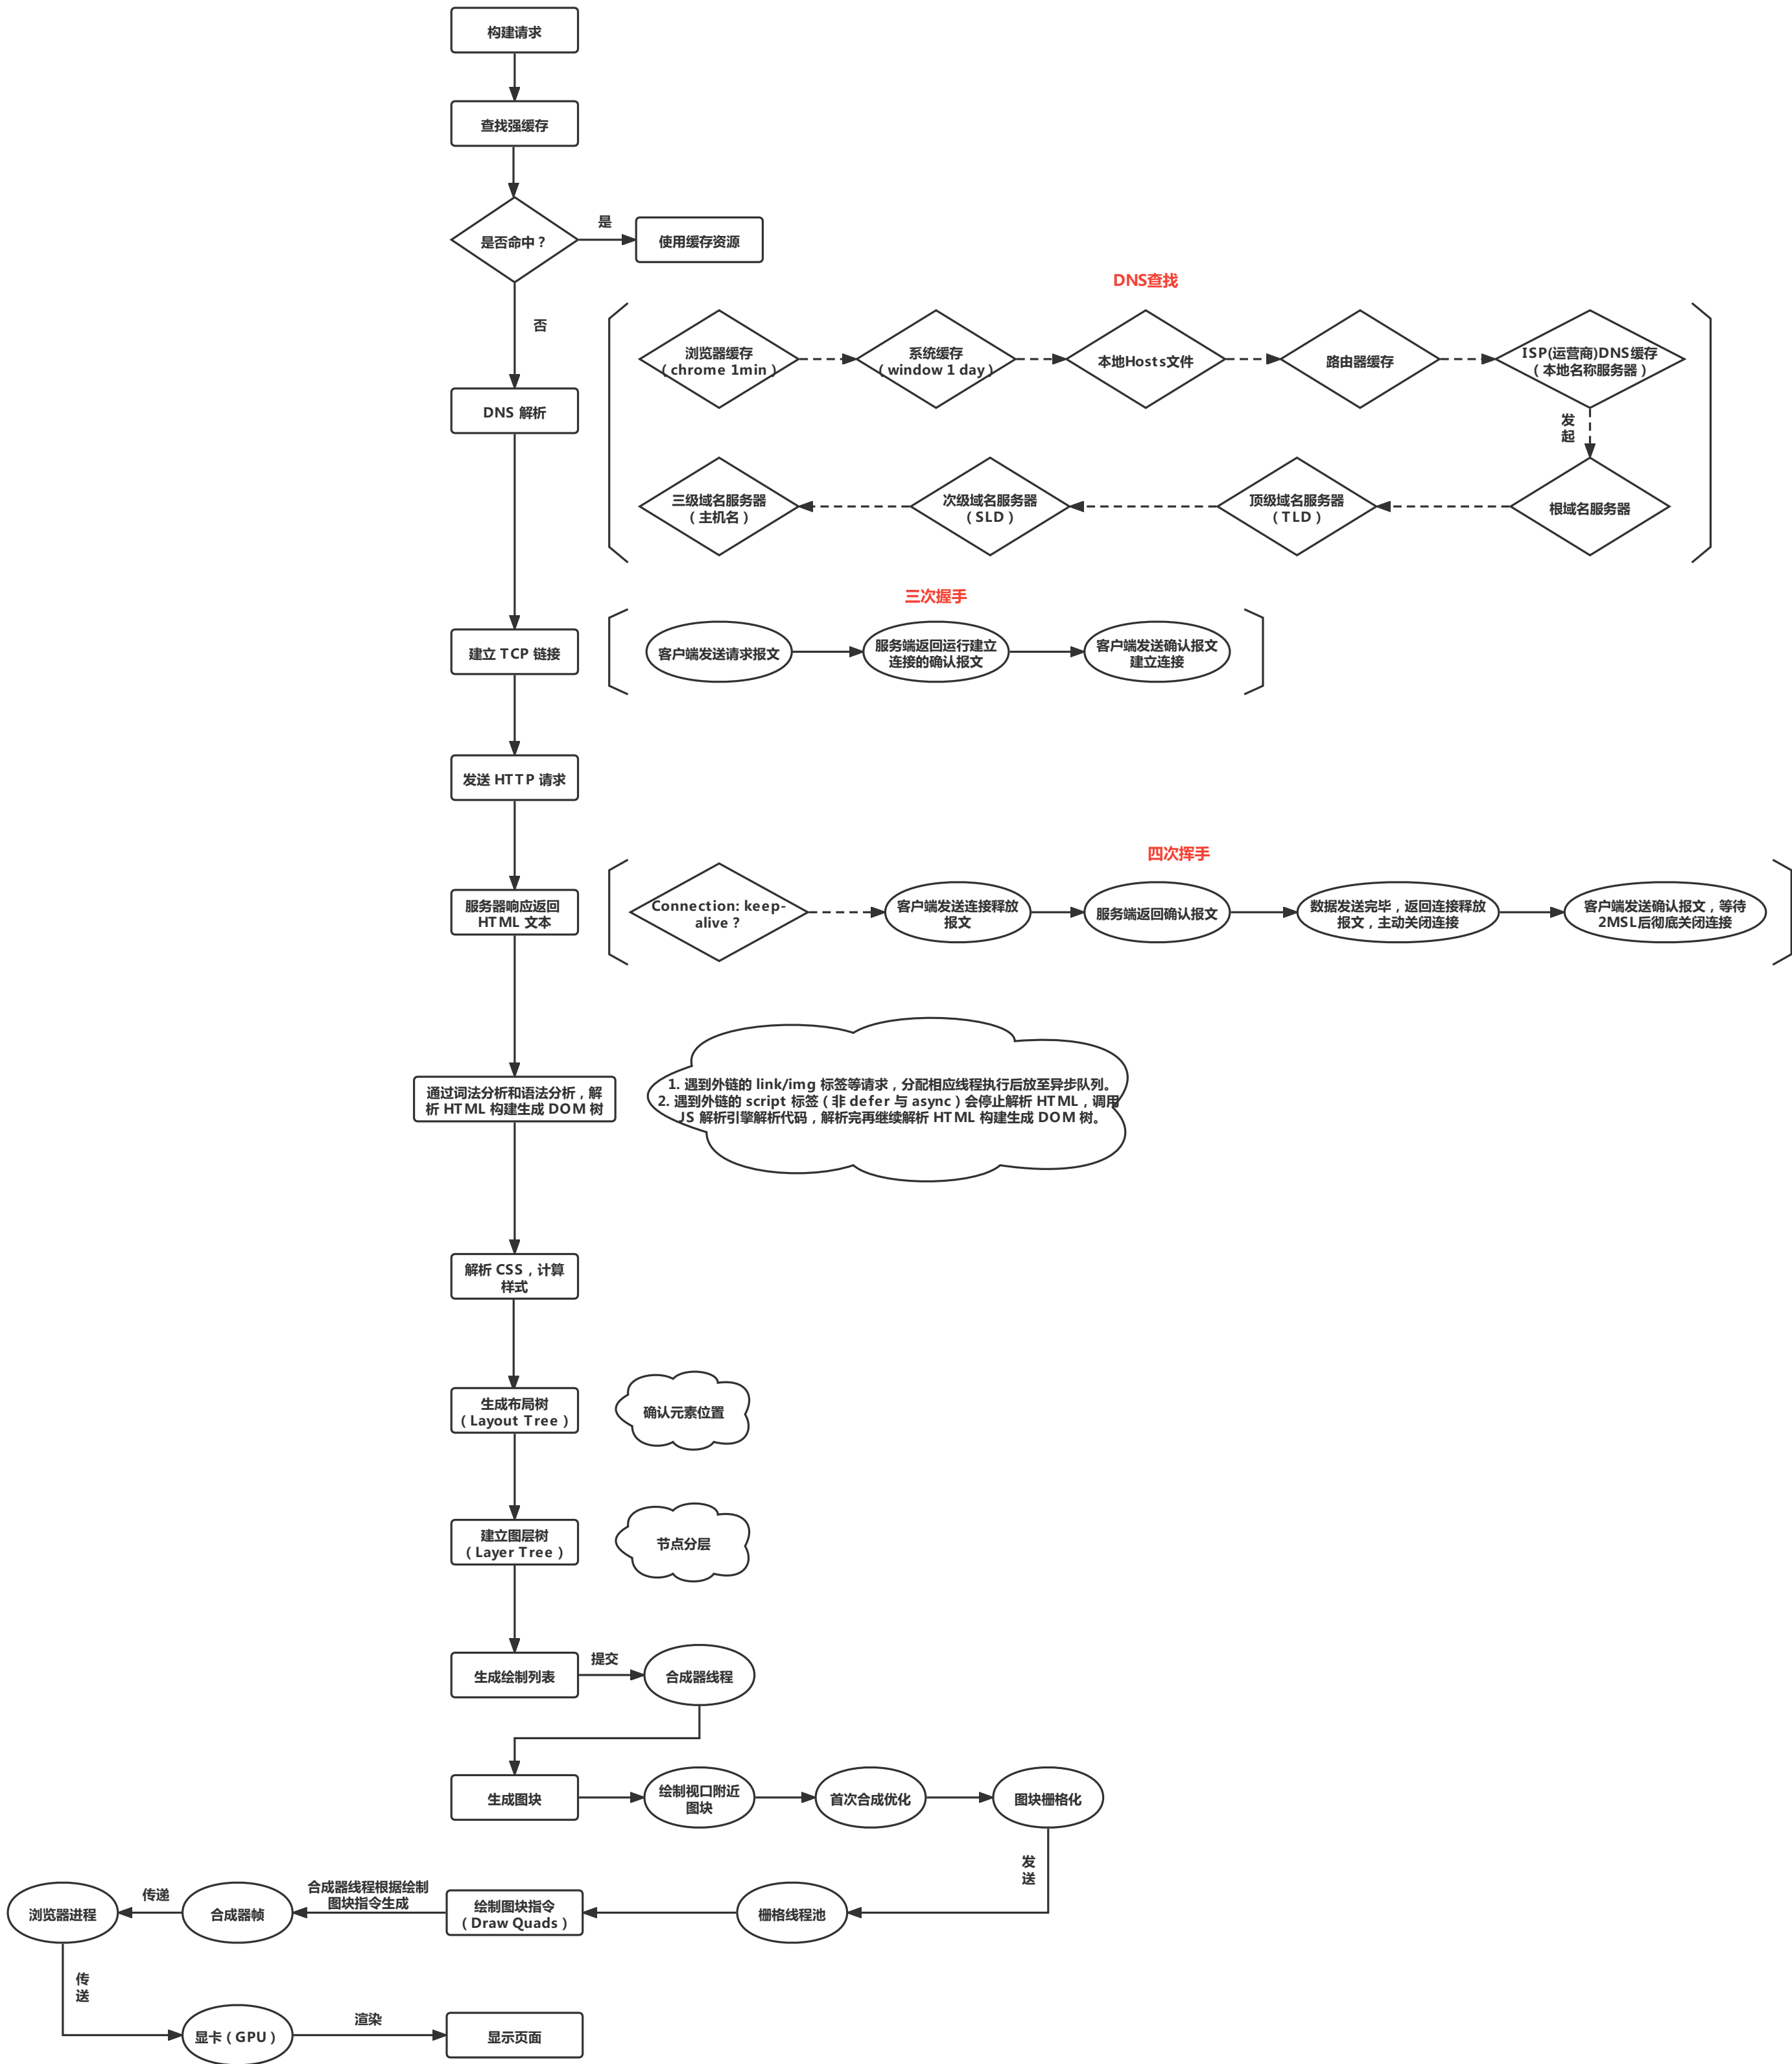 构建请求
查找强缓存
是否命中？
是
使用缓存资源
否
DNS 解析
DNS查找
浏览器缓存
（chrome 1min）
系统缓存
（window 1 day）
本地Hosts文件
路由器缓存
ISP(运营商)DNS缓存
（本地名称服务器）
发
起
根域名服务器
顶级域名服务器
（TLD）
次级域名服务器
（SLD）
三级域名服务器
（主机名）
建立 TCP 链接
三次握手
客户端发送请求报文
服务端返回运行建立
连接的确认报文
客户端发送确认报文
建立连接
发送 HTTP 请求
服务器响应返回
HTML 文本
四次挥手
Connection: keep-
alive？
客户端发送连接释放
报文
服务端返回确认报文
数据发送完毕，返回连接释放
报文，主动关闭连接
客户端发送确认报文，等待
2MSL后彻底关闭连接
通过词法分析和语法分析，解
析 HTML 构建生成 DOM 树
1. 遇到外链的 link/img 标签等请求，分配相应线程执行后放至异步队列。
2. 遇到外链的 script 标签（非 defer 与 async）会停止解析 HTML，调用
JS 解析引擎解析代码，解析完再继续解析 HTML 构建生成 DOM 树。
解析 CSS，计算
样式
生成布局树
（Layout Tree）
确认元素位置
建立图层树
（Layer Tree）
节点分层
生成绘制列表
提交
合成器线程
生成图块
绘制视口附近
图块
首次合成优化
图块栅格化
发
送
栅格线程池
绘制图块指令
（Draw Quads）
合成器线程根据绘制
图块指令生成
合成器帧
传递
浏览器进程
传
送
显卡（GPU）
渲染
显示页面